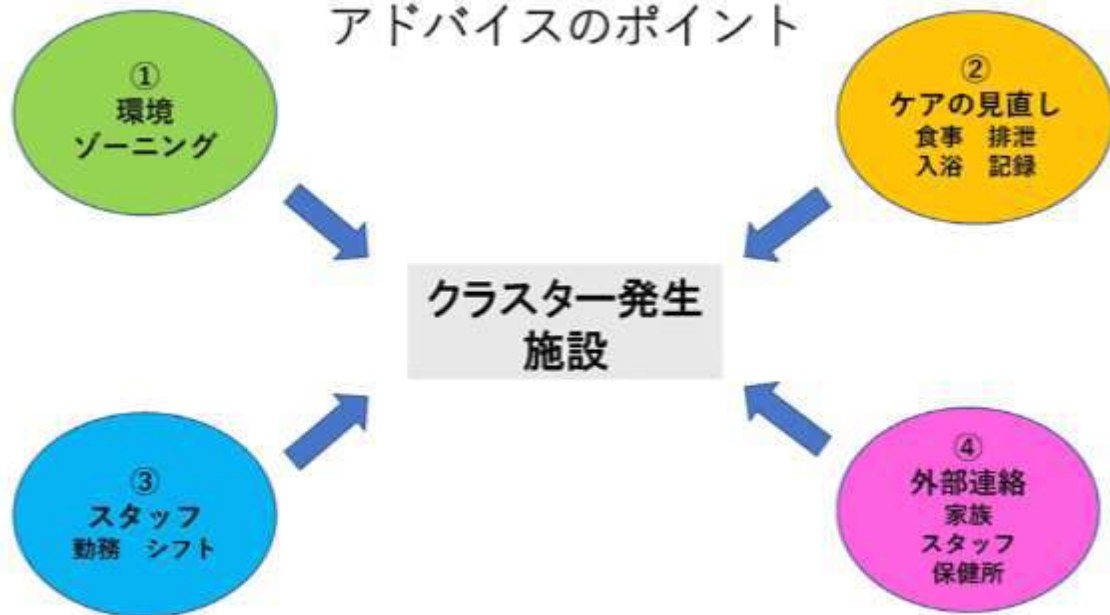 アドバイスのポイント
①
環境
ゾーニング
②
ケアの見直し
食事 排泄
入浴 記録
クラスター発生
施設
③
スタッフ
勤務 シフト
④
外部連絡
家族
スタッフ
保健所